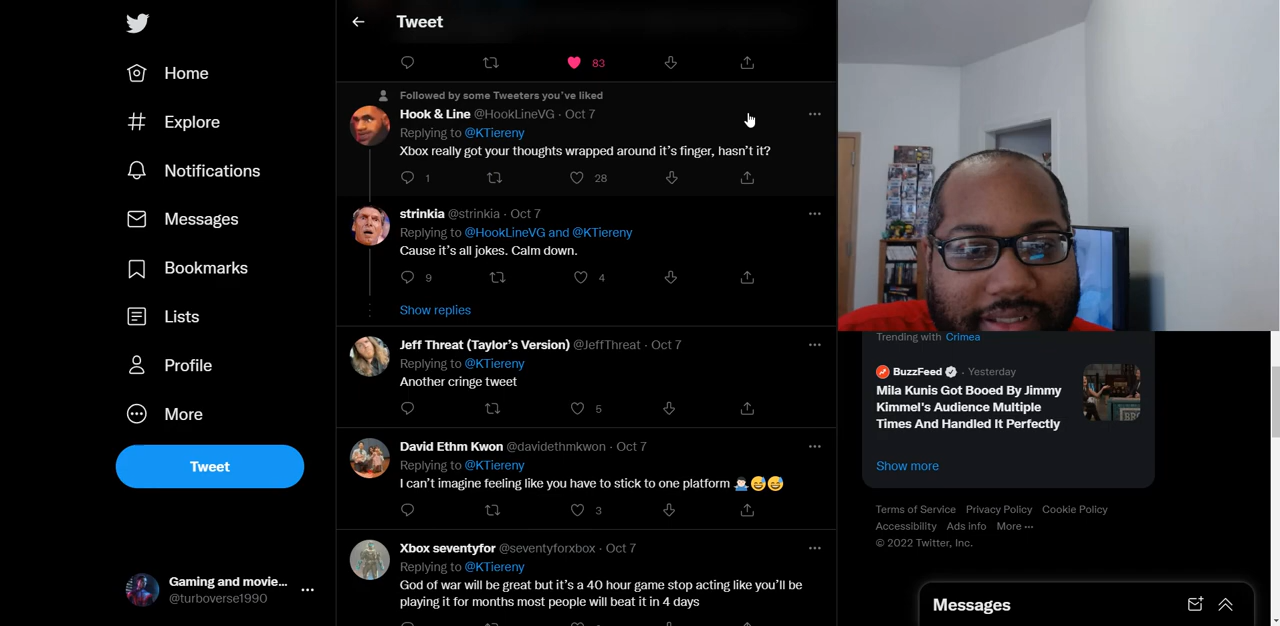 Tweet
Home
Explore
Notifications
Messages
Bookmarks
Lists
Profile
More
Tweet
Gaming and movie...
@turboverse1990
83
Followed by some Tweeters you've liked
Hook & Line @HookLineVG · Oct 7
Replying to @KTiereny
Xbox really got your thoughts wrapped around it's finger, hasn't it?
1 28
strinkia @strinkia · Oct 7
Replying to @HookLineVG and @KTiereny
Cause it's all jokes. Calm down.
9 4
Show replies
Jeff Threat (Taylor's Version) @JeffThreat · Oct 7
Replying to @KTiereny
Another cringe tweet
5
David Ethm Kwon @davidethmkwon · Oct 7
Replying to @KTiereny
I can't imagine feeling like you have to stick to one platform 🤷🏻‍♂️😅😅
3
Xbox seventyfor @seventyforxbox · Oct 7
Replying to @KTiereny
God of war will be great but it's a 40 hour game stop acting like you'll be
playing it for months most people will beat it in 4 days
Trending with Crimea
BuzzFeed · Yesterday
Mila Kunis Got Booed By Jimmy
Kimmel's Audience Multiple
Times And Handled It Perfectly
Show more
Terms of Service Privacy Policy Cookie Policy
Accessibility Ads info More ···
© 2022 Twitter, Inc.
Messages